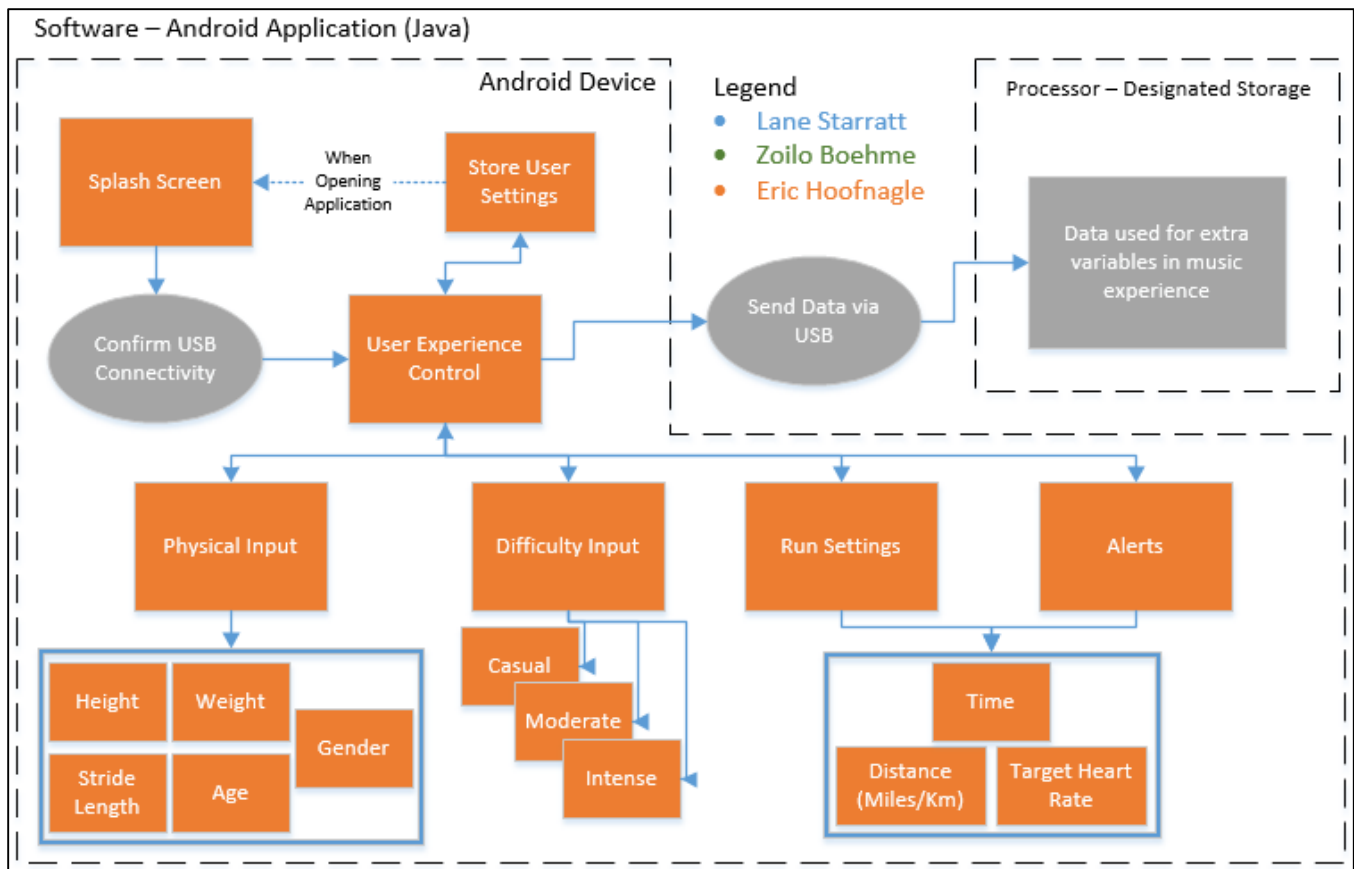 Software – Android Application (Java)
Android Device
Legend
• Lane Starratt
• Zoilo Boehme
• Eric Hoofnagle
Processor – Designated Storage
Splash Screen
When
Opening
Application
Store User
Settings
Data used for extra
variables in music
experience
Confirm USB
Connectivity
User Experience
Control
Send Data via
USB
Physical Input
Difficulty Input
Run Settings
Alerts
Height
Weight
Gender
Stride
Length
Age
Casual
Moderate
Intense
Time
Distance
(Miles/Km)
Target Heart
Rate